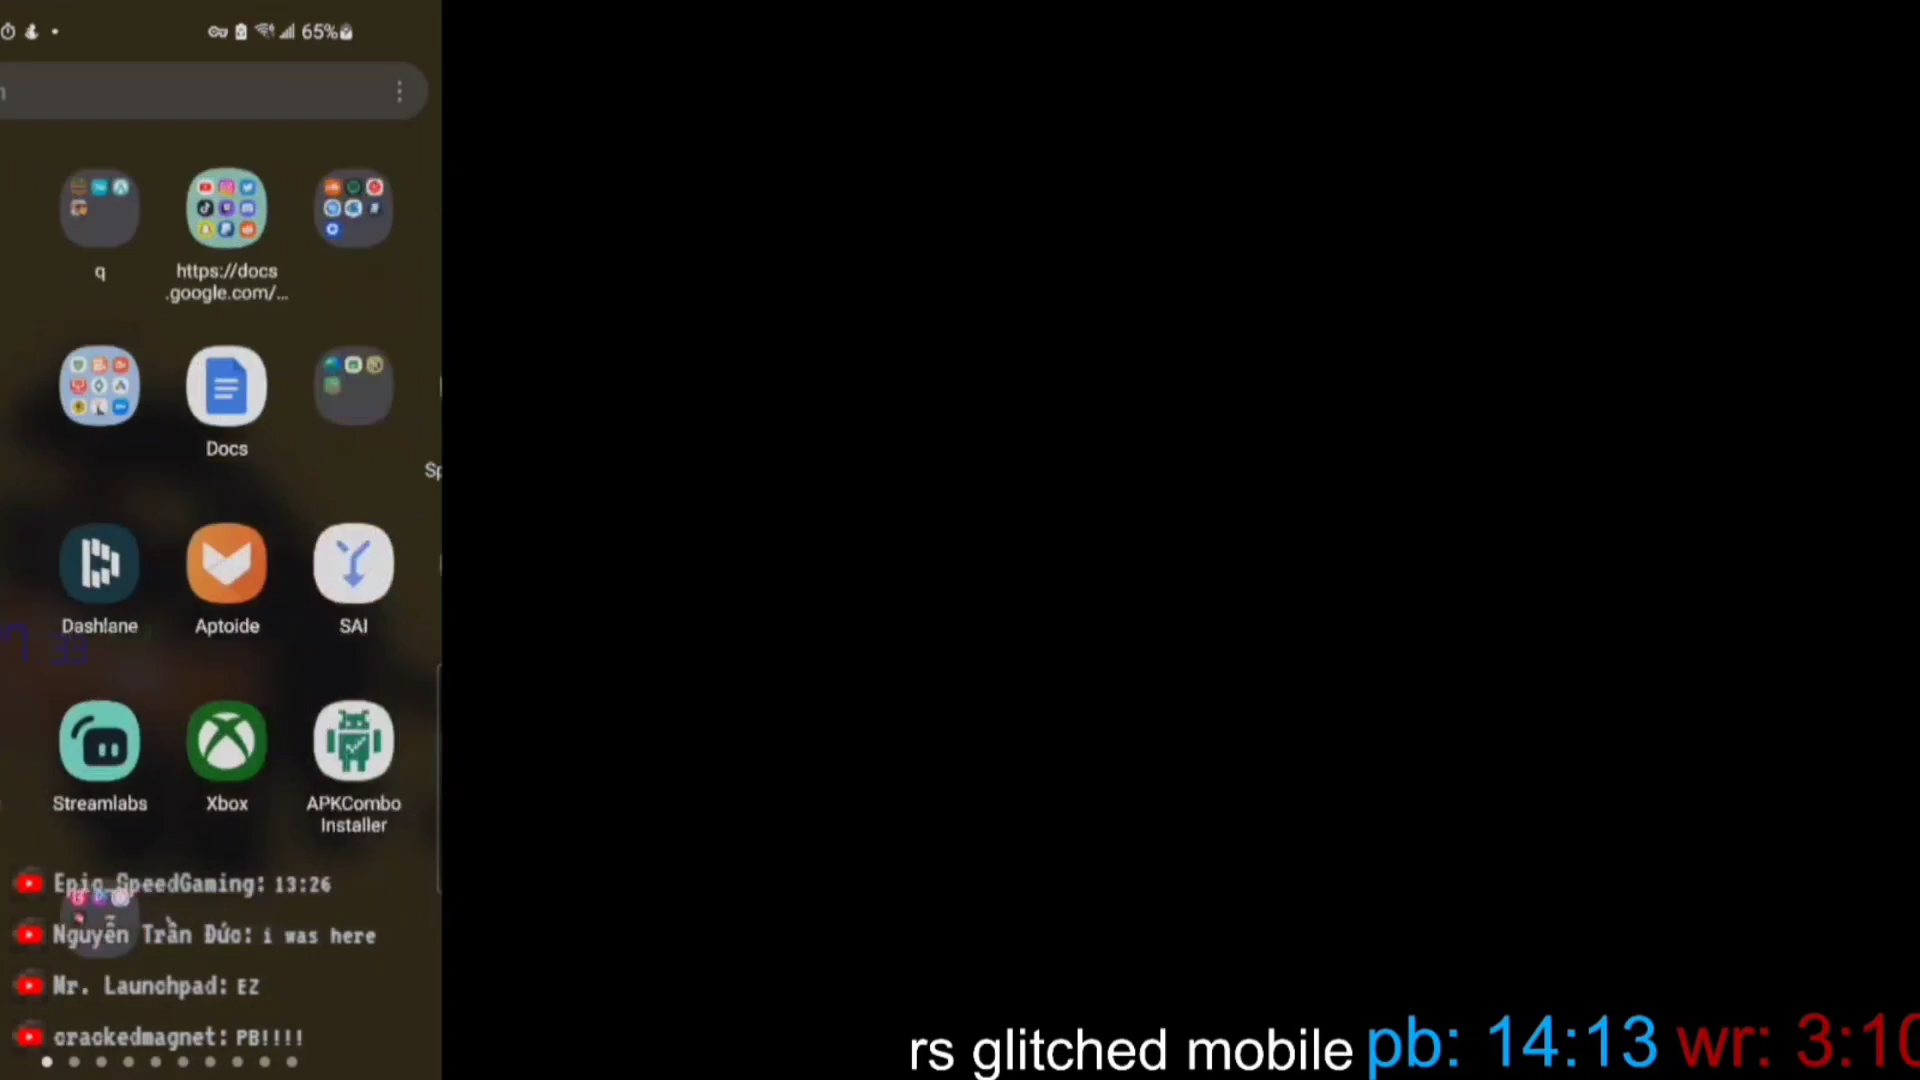 65%
q
https://docs
.google.com/...
Docs
Sp
Dashlane
Aptoide
SAI
Streamlabs
Xbox
APKCombo
Installer
Epic SpeedGaming: 13:26
Nguyễn Trần Đức: i was here
Mr. Launchpad: EZ
crackedmagnet: PB!!!!
rs glitched mobile pb: 14:13 wr: 3:10